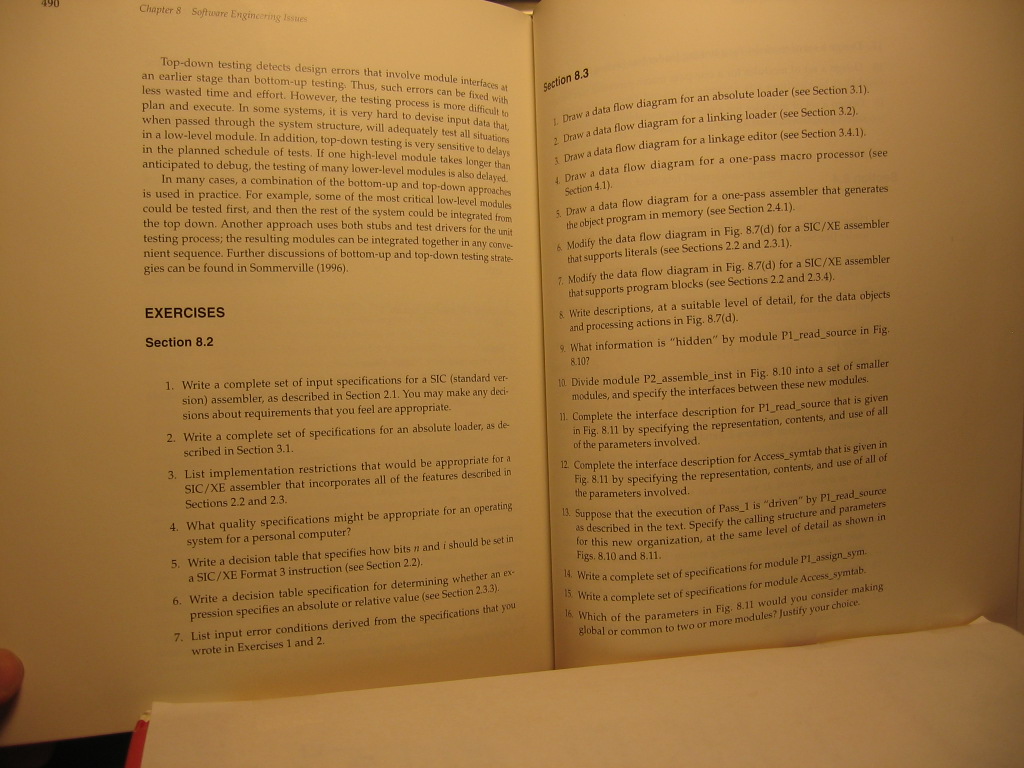 490
Chapter 8 Software Engineering Issues
Top-down testing detects design errors that involve module interfaces at
an earlier stage than bottom-up testing. Thus, such errors can be fixed with
less wasted time and effort. However, the testing process is more difficult to
plan and execute. In some systems, it is very hard to devise input data that,
when passed through the system structure, will adequately test all situations
in a low-level module. In addition, top-down testing is very sensitive to delays
in the planned schedule of tests. If one high-level module takes longer than
anticipated to debug, the testing of many lower-level modules is also delayed.
In many cases, a combination of the bottom-up and top-down approaches
is used in practice. For example, some of the most critical low-level modules
could be tested first, and then the rest of the system could be integrated from
the top down. Another approach uses both stubs and test drivers for the unit
testing process; the resulting modules can be integrated together in any conve-
nient sequence. Further discussions of bottom-up and top-down testing strate-
gies can be found in Sommerville (1996).
EXERCISES
Section 8.2
1. Write a complete set of input specifications for a SIC (standard ver-
sion) assembler, as described in Section 2.1. You may make any deci-
sions about requirements that you feel are appropriate.
2. Write a complete set of specifications for an absolute loader, as de-
scribed in Section 3.1.
3. List implementation restrictions that would be appropriate for a
SIC/XE assembler that incorporates all of the features described in
Sections 2.2 and 2.3.
4. What quality specifications might be appropriate for an operating
system for a personal computer?
5. Write a decision table that specifies how bits n and i should be set in
a SIC/XE Format 3 instruction (see Section 2.2).
6. Write a decision table specification for determining whether an ex-
pression specifies an absolute or relative value (see Section 2.3.3).
7. List input error conditions derived from the specifications that you
wrote in Exercises 1 and 2.
Section 8.3
1. Draw a data flow diagram for an absolute loader (see Section 3.1).
2. Draw a data flow diagram for a linking loader (see Section 3.2).
3. Draw a data flow diagram for a linkage editor (see Section 3.4.1).
4. Draw a data flow diagram for a one-pass macro processor (see
Section 4.1).
5. Draw a data flow diagram for a one-pass assembler that generates
the object program in memory (see Section 2.4.1).
6. Modify the data flow diagram in Fig. 8.7(d) for a SIC/XE assembler
that supports literals (see Sections 2.2 and 2.3.1).
7. Modify the data flow diagram in Fig. 8.7(d) for a SIC/XE assembler
that supports program blocks (see Sections 2.2 and 2.3.4).
8. Write descriptions, at a suitable level of detail, for the data objects
and processing actions in Fig. 8.7(d).
9. What information is "hidden" by module P1_read_source in Fig.
8.10?
10. Divide module P2_assemble_inst in Fig. 8.10 into a set of smaller
modules, and specify the interfaces between these new modules.
11. Complete the interface description for P1_read_source that is given
in Fig. 8.11 by specifying the representation, contents, and use of all
of the parameters involved.
12. Complete the interface description for Access_symtab that is given in
Fig. 8.11 by specifying the representation, contents, and use of all of
the parameters involved.
13. Suppose that the execution of Pass_1 is "driven" by P1_read_source
as described in the text. Specify the calling structure and parameters
for this new organization, at the same level of detail as shown in
Figs. 8.10 and 8.11.
14. Write a complete set of specifications for module P1_assign_sym.
15. Write a complete set of specifications for module Access_symtab.
16. Which of the parameters in Fig. 8.11 would you consider making
global or common to two or more modules? Justify your choice.